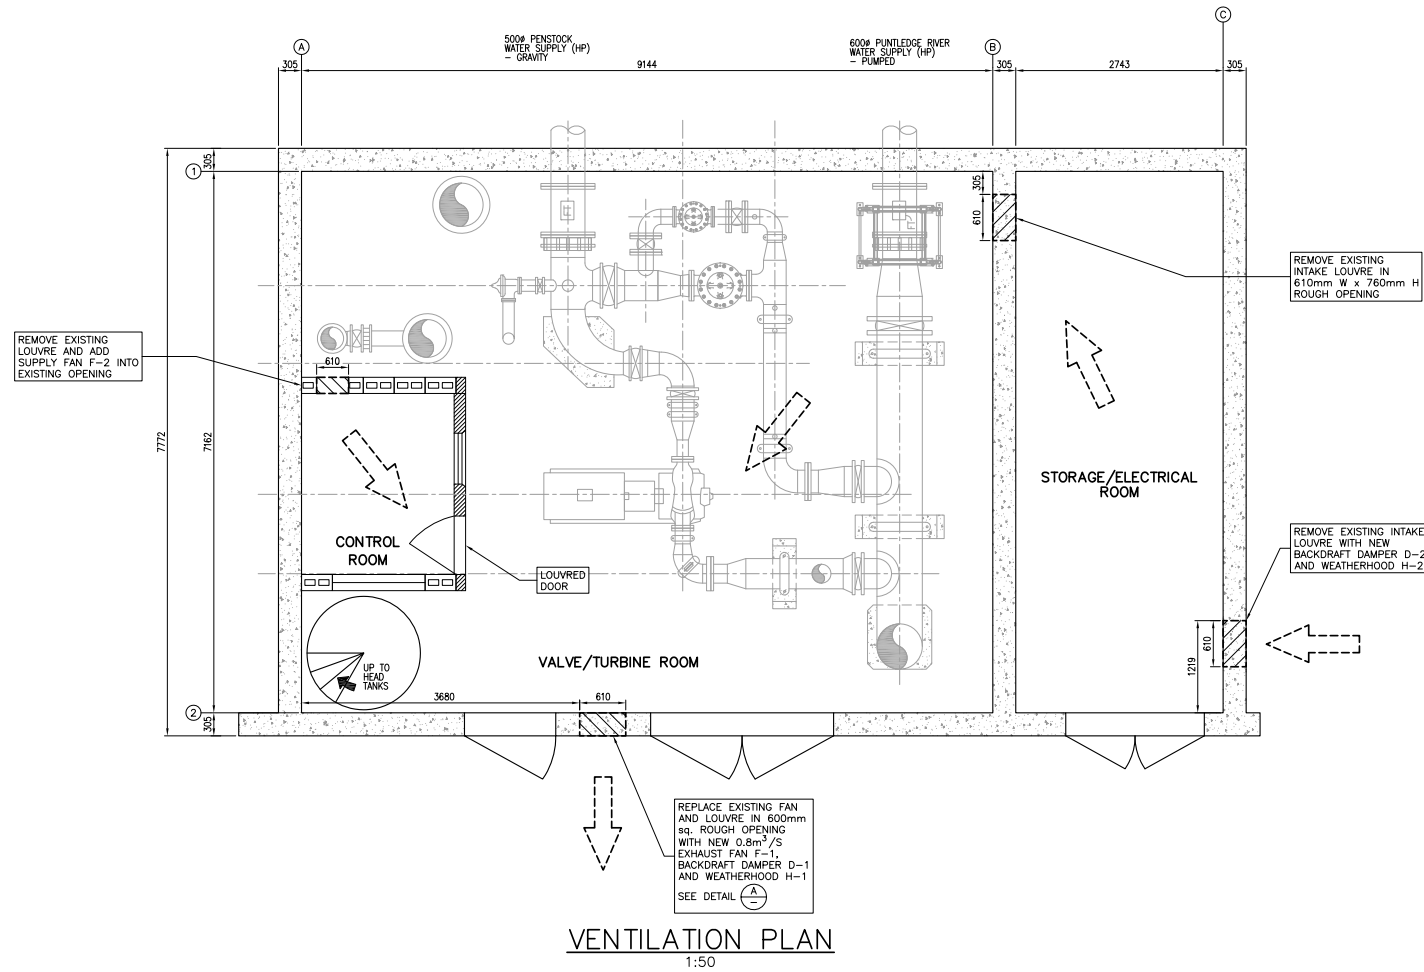 C
500ø PENSTOCK
WATER SUPPLY (HP)
- GRAVITY
600ø PUNTLEDGE RIVER
WATER SUPPLY (HP)
- PUMPED
A
B
305
9144
305
2743
305
305
1
305
610
REMOVE EXISTING
INTAKE LOUVRE IN
610mm W x 760mm H
ROUGH OPENING
REMOVE EXISTING
LOUVRE AND ADD
SUPPLY FAN F-2 INTO
EXISTING OPENING
610
7772
7162
STORAGE/ELECTRICAL
ROOM
CONTROL
ROOM
LOUVRED
DOOR
REMOVE EXISTING INTAKE
LOUVRE WITH NEW
BACKDRAFT DAMPER D-2
AND WEATHERHOOD H-2
1219
610
VALVE/TURBINE ROOM
UP TO
HEAD
TANKS
3680
610
2
305
REPLACE EXISTING FAN
AND LOUVRE IN 600mm
sq. ROUGH OPENING
WITH NEW 0.8m³/S
EXHAUST FAN F-1,
BACKDRAFT DAMPER D-1
AND WEATHERHOOD H-1
SEE DETAIL A
-
VENTILATION PLAN
1:50